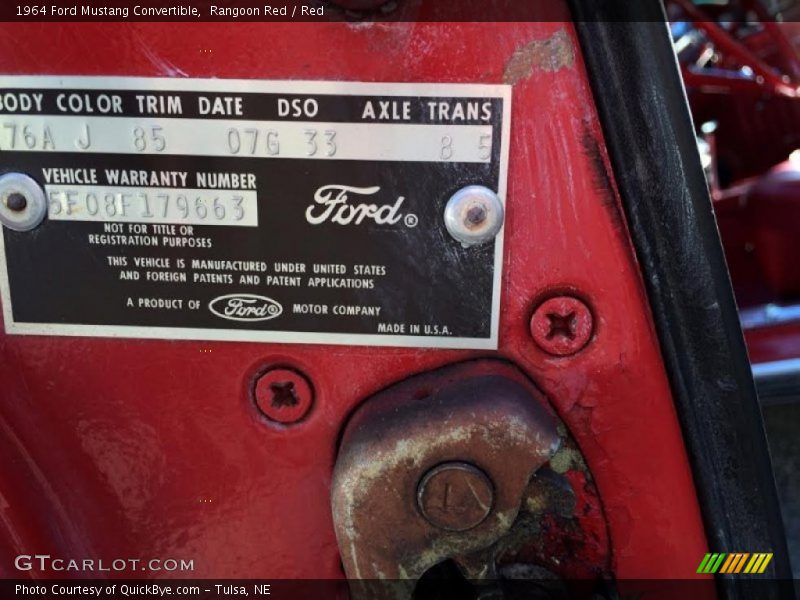 1964 Ford Mustang Convertible, Rangoon Red / Red
BODY COLOR TRIM DATE DSO AXLE TRANS
76A J 85 07G 33 8 5
VEHICLE WARRANTY NUMBER
5F08F179663
NOT FOR TITLE OR
REGISTRATION PURPOSES
Ford®
THIS VEHICLE IS MANUFACTURED UNDER UNITED STATES
AND FOREIGN PATENTS AND PATENT APPLICATIONS
A PRODUCT OF Ford® MOTOR COMPANY
MADE IN U.S.A.
GTCARLOT.COM
Photo Courtesy of QuickBye.com – Tulsa, NE